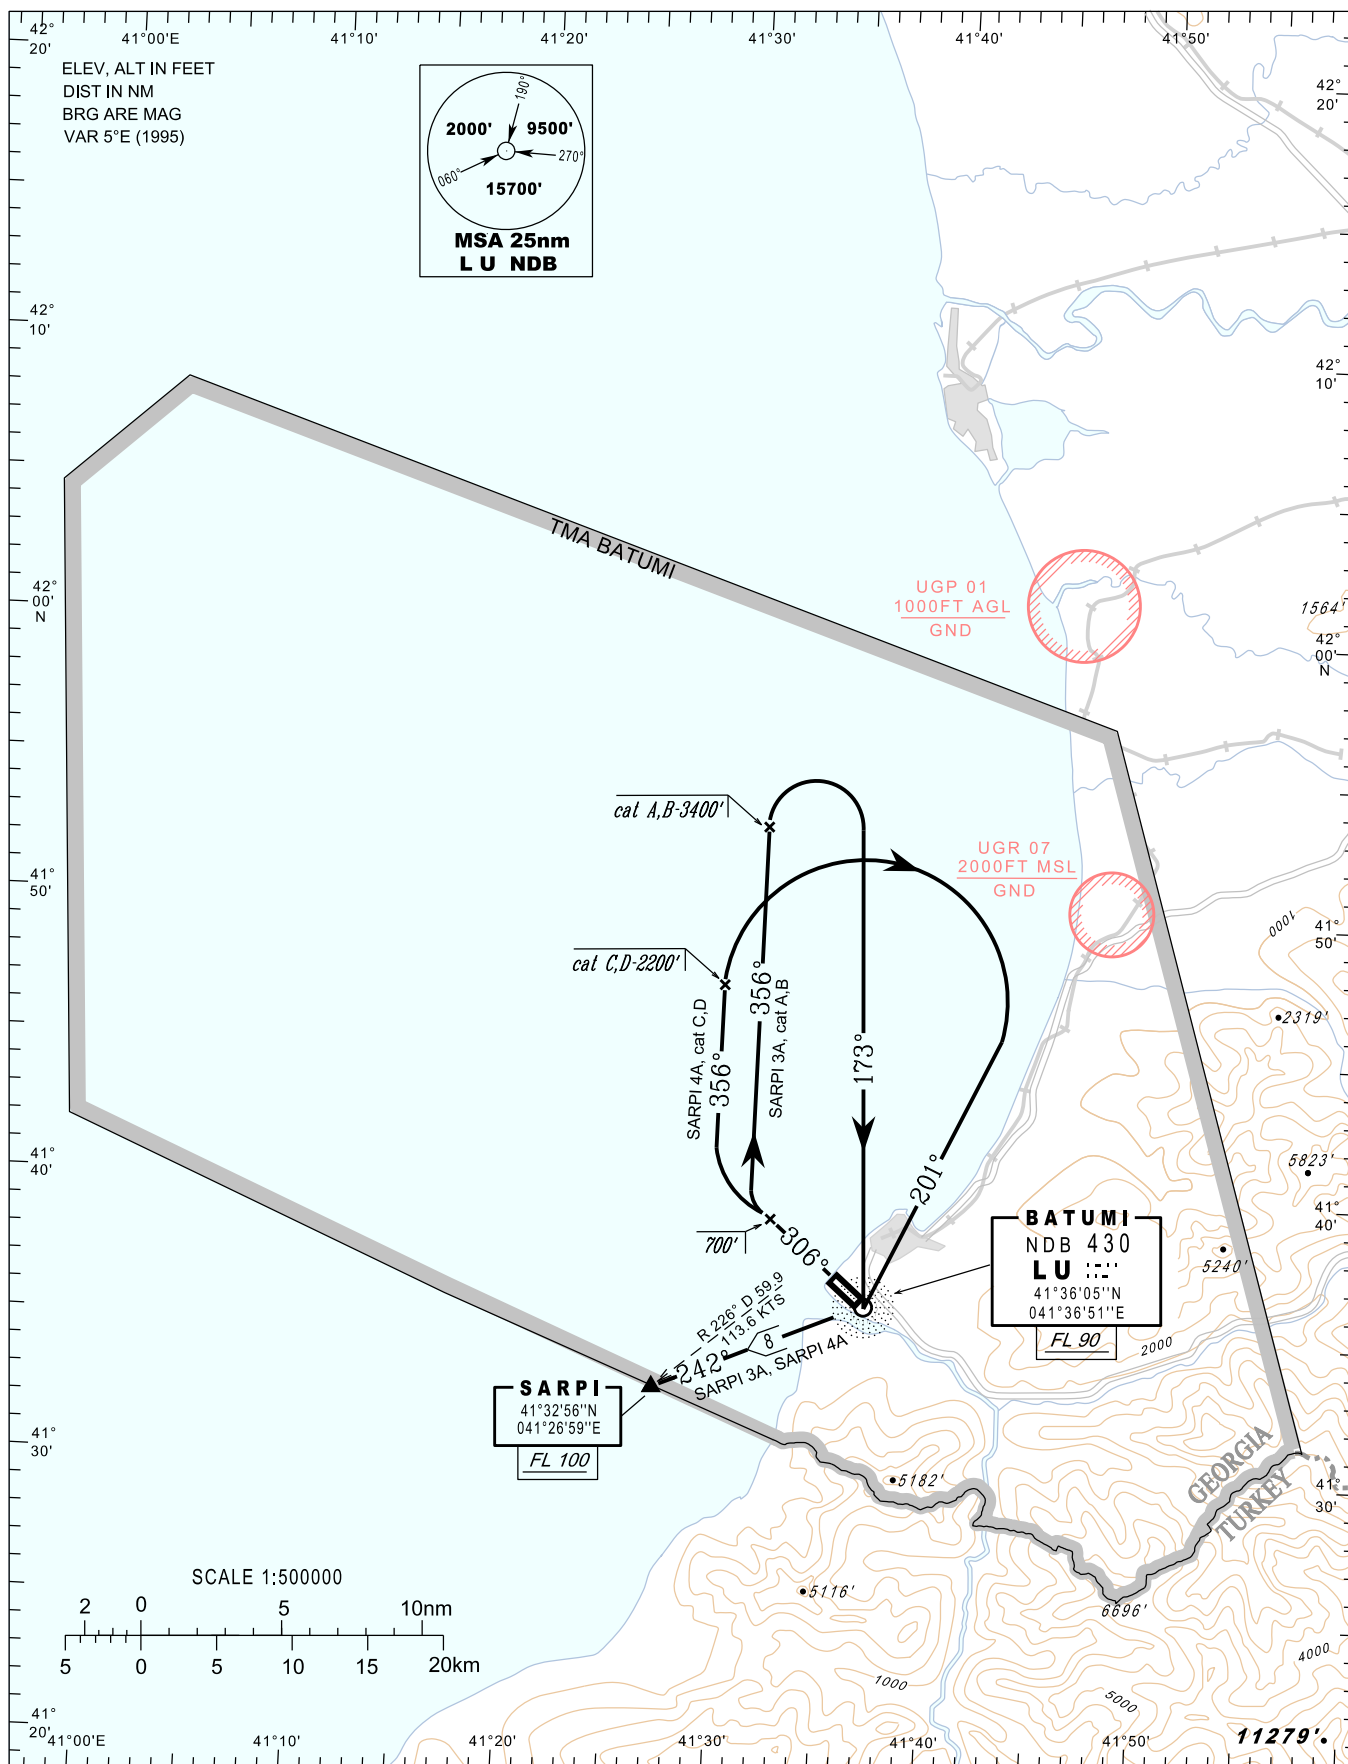 42°
20'
41°00'E
41°10'
41°20'
41°30'
41°40'
41°50'
ELEV, ALT IN FEET
DIST IN NM
BRG ARE MAG
VAR 5°E (1995)
190°
2000'
9500'
270°
060°
15700'
MSA 25nm
L U NDB
42°
20'
42°
10'
42°
10'
TMA BATUMI
42°
00'
N
UGP 01
1000FT AGL
GND
1564'
42°
00'
N
cat A,B-3400'
UGR 07
2000FT MSL
GND
41°
50'
1000
41°
50'
cat C,D-2200'
356°
SARPI 3A, cat A,B
SARPI 4A, cat C,D
356°
173°
2319'
41°
40'
5823'
201°
41°
40'
700'
306°
BATUMI
NDB 430
LU
41°36'05''N
041°36'51''E
FL 90
5240'
R 226° D 59.9
113.6 KTS
242°
8
SARPI 3A, SARPI 4A
2000
SARPI
41°32'56''N
041°26'59''E
FL 100
41°
30'
GEORGIA
TURKEY
5182'
41°
30'
SCALE 1:500000
2 0 5 10nm
5 0 5 10 15 20km
5116'
6696'
4000
1000
5000
41°
20'
41°00'E
41°10'
41°20'
41°30'
41°40'
41°50'
11279'